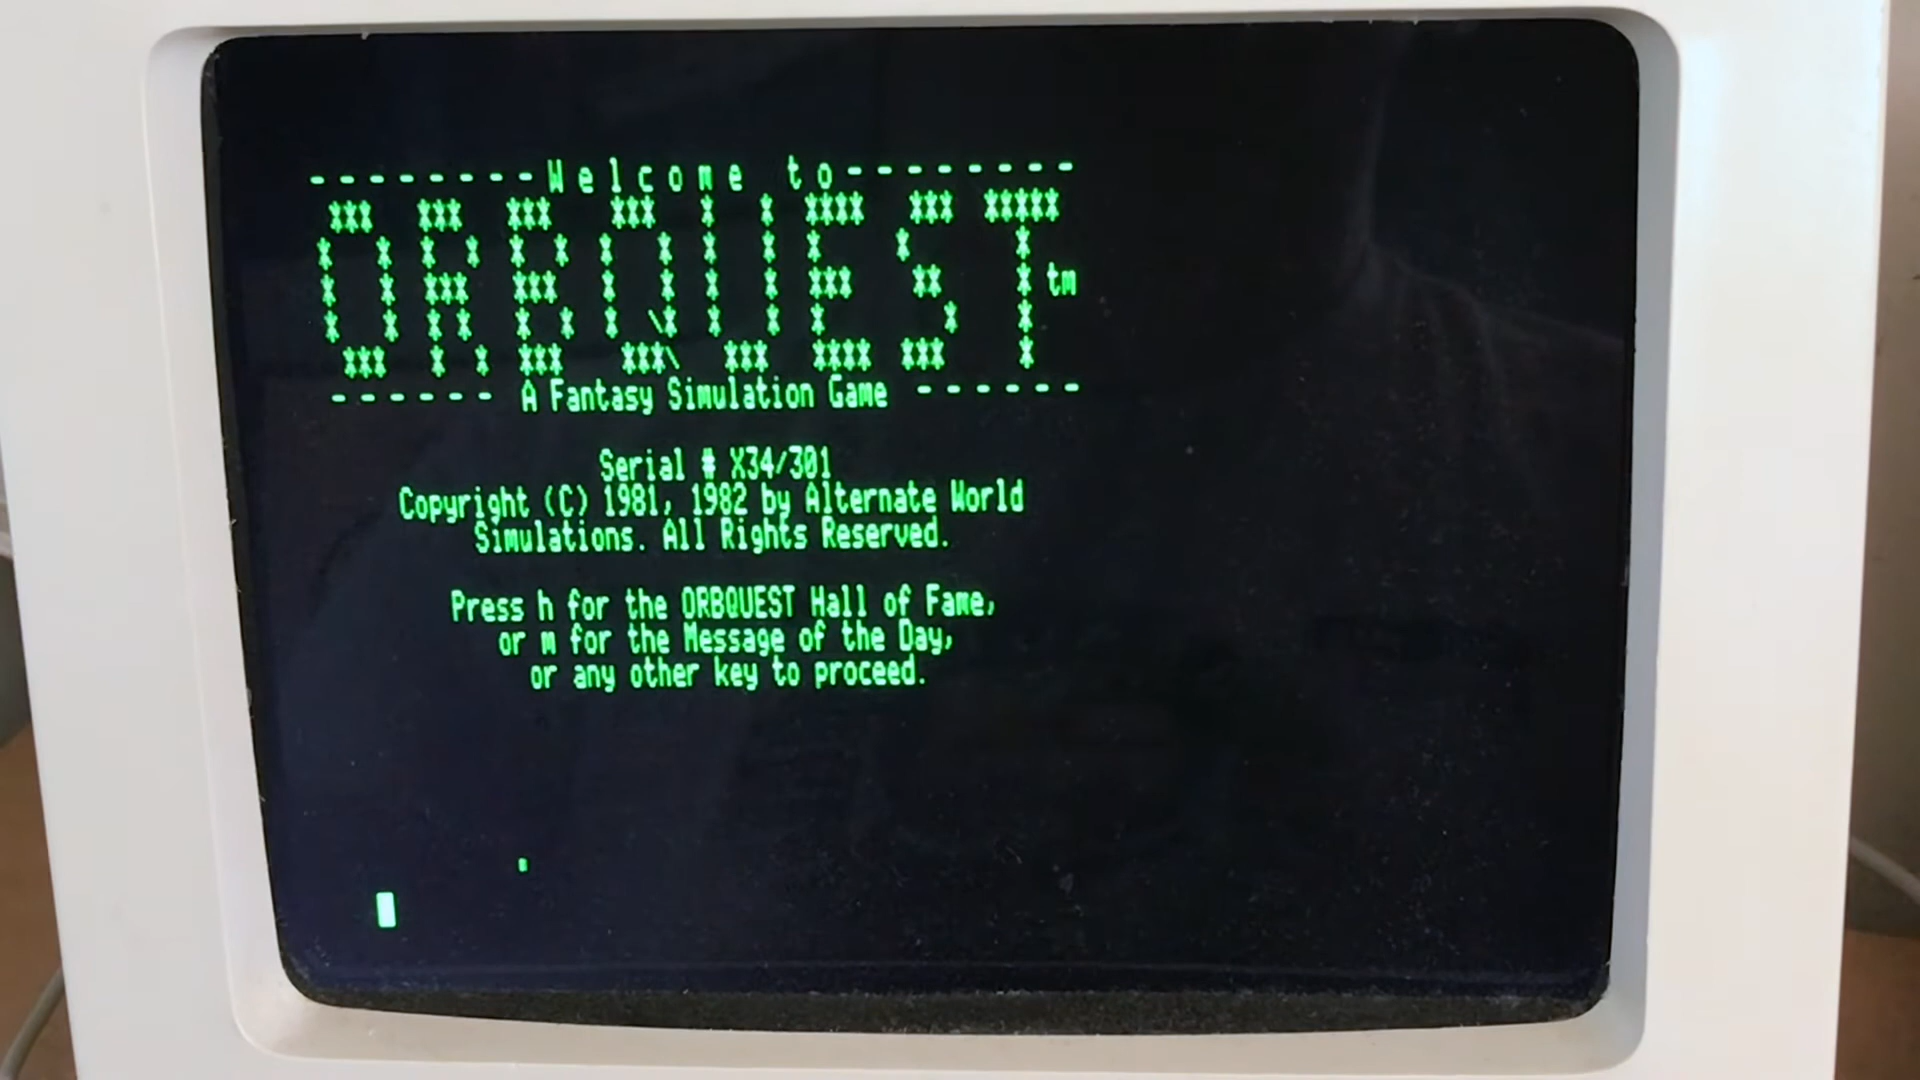 --------Welcome to--------
ORBQUEST tm
------ A Fantasy Simulation Game ------
Serial # X34/301
Copyright (C) 1981, 1982 by Alternate World
Simulations. All Rights Reserved.
Press h for the ORBQUEST Hall of Fame,
or m for the Message of the Day,
or any other key to proceed.